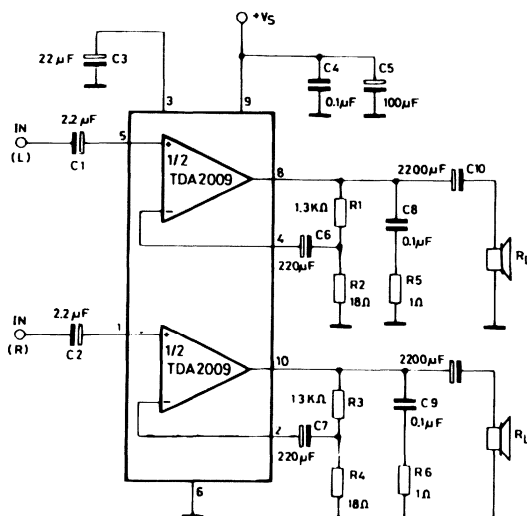 +VS
22µF
C3
C4
0.1µF
C5
100µF
3
9
IN
(L)
2.2µF
C1
5
1/2
TDA2009
+
−
8
4
C6
220µF
1.3KΩ
R1
R2
18Ω
C8
0.1µF
R5
1Ω
2200µF
C10
RL
IN
(R)
2.2µF
C2
1
1/2
TDA2009
+
−
10
2
C7
220µF
13KΩ
R3
R4
18Ω
C9
0.1µF
R6
1Ω
2200µF
RL
6